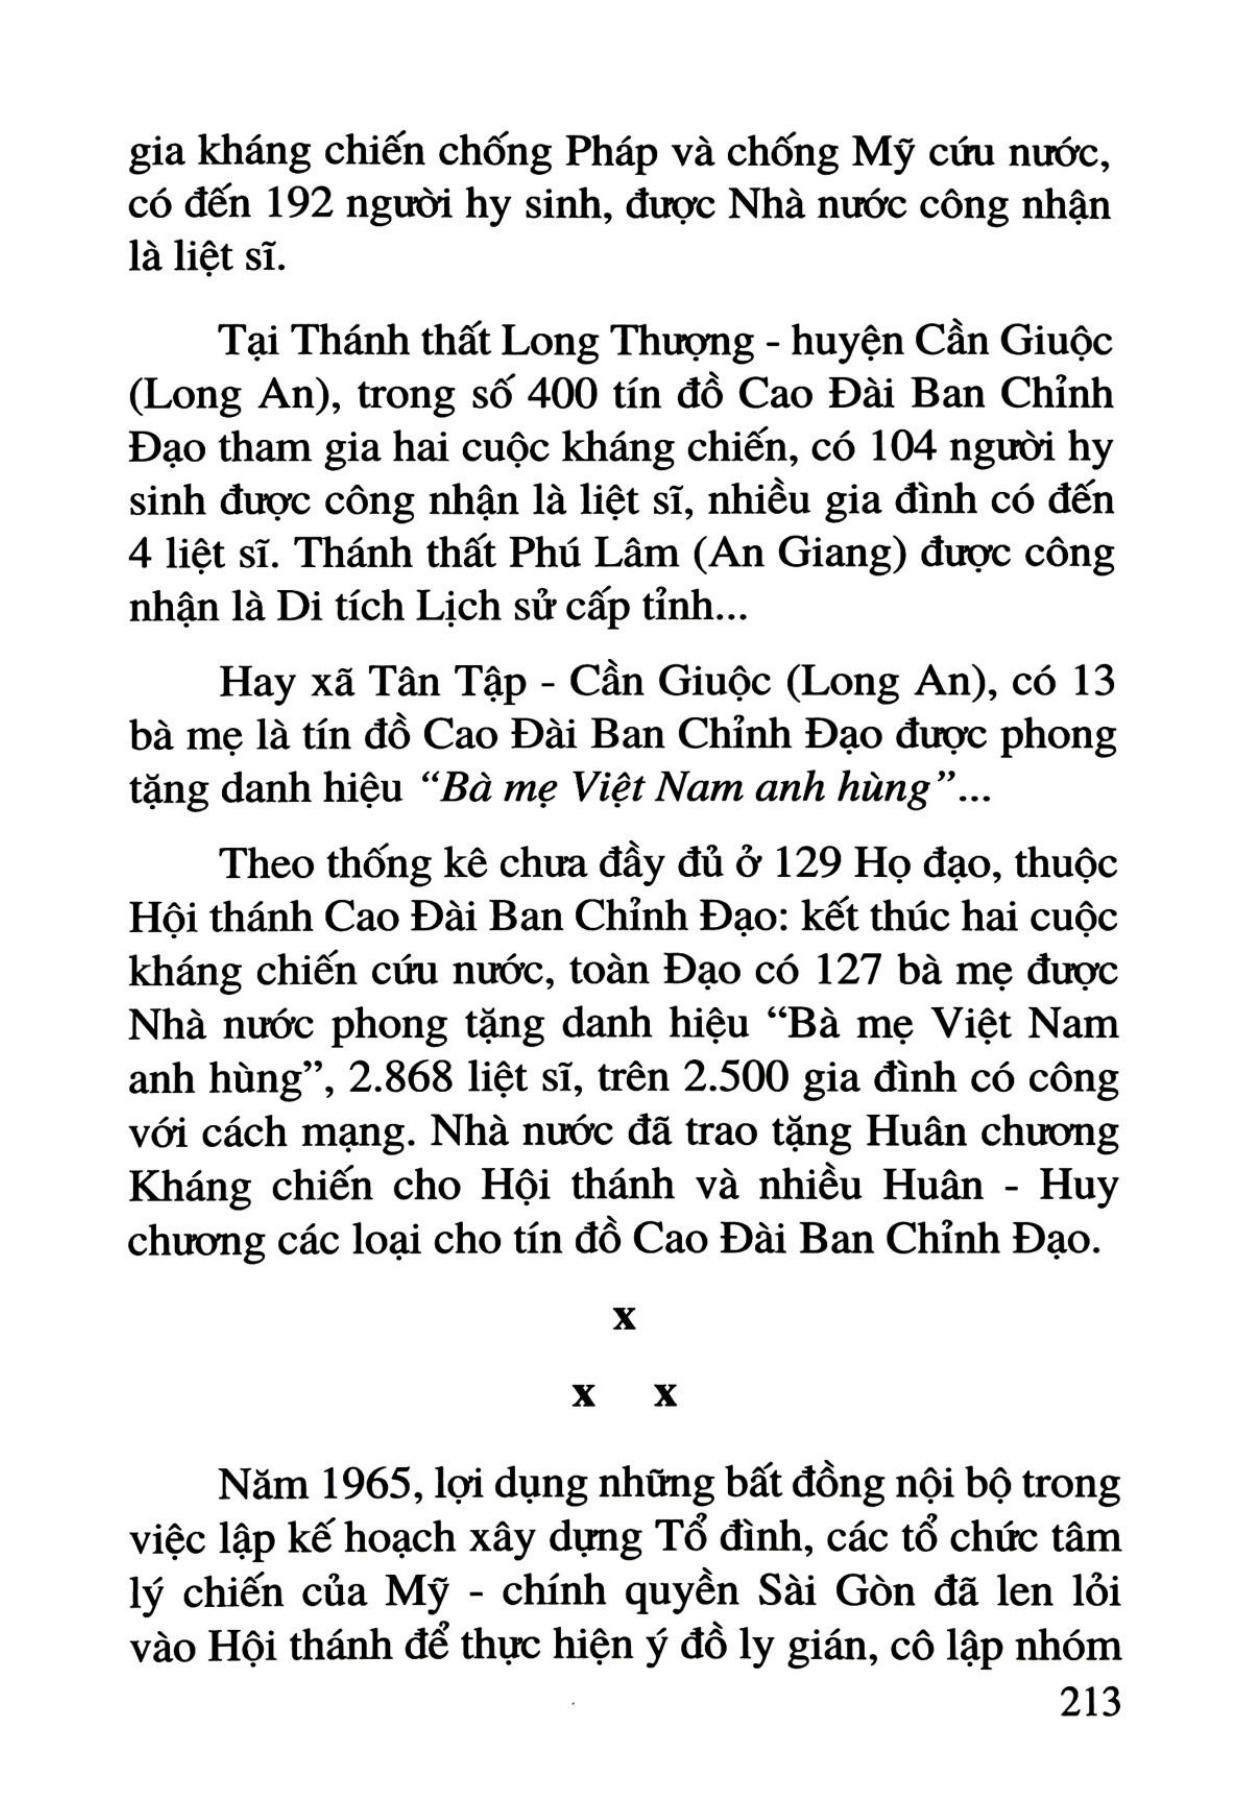 gia kháng chiến chống Pháp và chống Mỹ cứu nước,
có đến 192 người hy sinh, được Nhà nước công nhận
là liệt sĩ.
Tại Thánh thất Long Thượng - huyện Cần Giuộc
(Long An), trong số 400 tín đồ Cao Đài Ban Chỉnh
Đạo tham gia hai cuộc kháng chiến, có 104 người hy
sinh được công nhận là liệt sĩ, nhiều gia đình có đến
4 liệt sĩ. Thánh thất Phú Lâm (An Giang) được công
nhận là Di tích Lịch sử cấp tỉnh...
Hay xã Tân Tập - Cần Giuộc (Long An), có 13
bà mẹ là tín đồ Cao Đài Ban Chỉnh Đạo được phong
tặng danh hiệu “Bà mẹ Việt Nam anh hùng”...
Theo thống kê chưa đầy đủ ở 129 Họ đạo, thuộc
Hội thánh Cao Đài Ban Chỉnh Đạo: kết thúc hai cuộc
kháng chiến cứu nước, toàn Đạo có 127 bà mẹ được
Nhà nước phong tặng danh hiệu “Bà mẹ Việt Nam
anh hùng”, 2.868 liệt sĩ, trên 2.500 gia đình có công
với cách mạng. Nhà nước đã trao tặng Huân chương
Kháng chiến cho Hội thánh và nhiều Huân - Huy
chương các loại cho tín đồ Cao Đài Ban Chỉnh Đạo.
x
x x
Năm 1965, lợi dụng những bất đồng nội bộ trong
việc lập kế hoạch xây dựng Tổ đình, các tổ chức tâm
lý chiến của Mỹ - chính quyền Sài Gòn đã len lỏi
vào Hội thánh để thực hiện ý đồ ly gián, cô lập nhóm
213